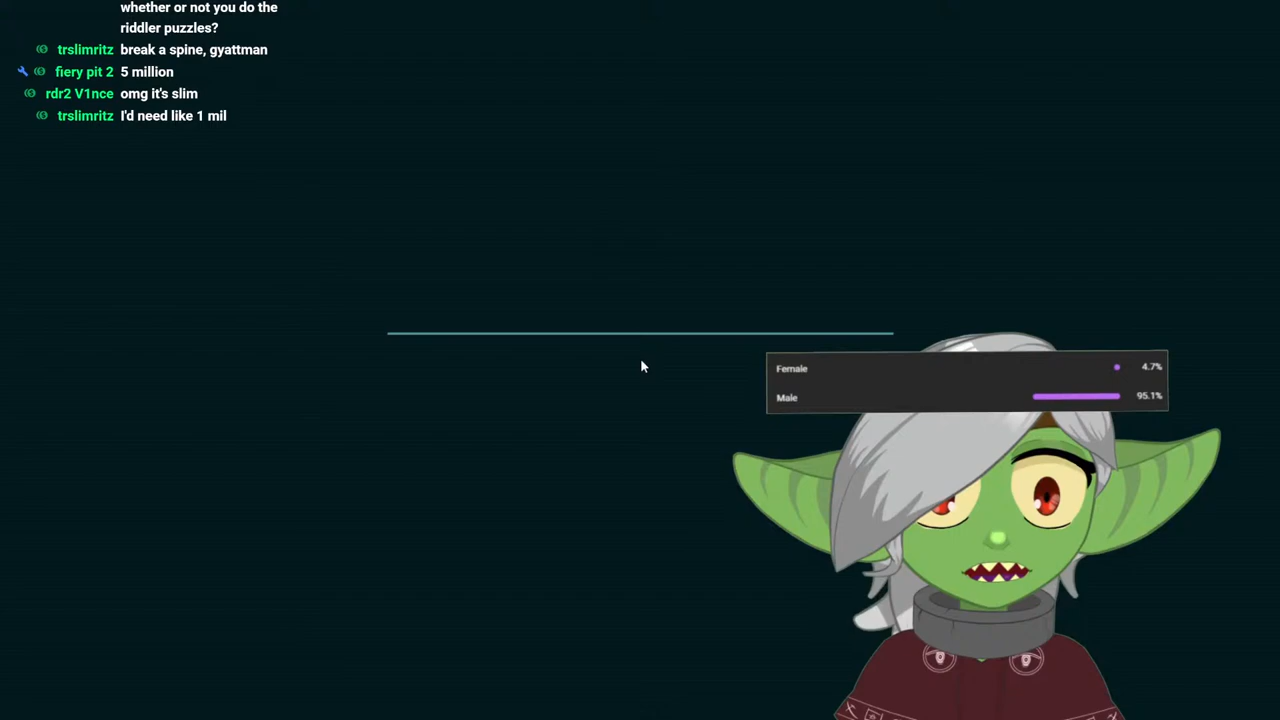 whether or not you do the
riddler puzzles?
trslimritz break a spine, gyattman
fiery pit 2 5 million
rdr2 V1nce omg it's slim
trslimritz I'd need like 1 mil
Female 4.7%
Male 95.1%